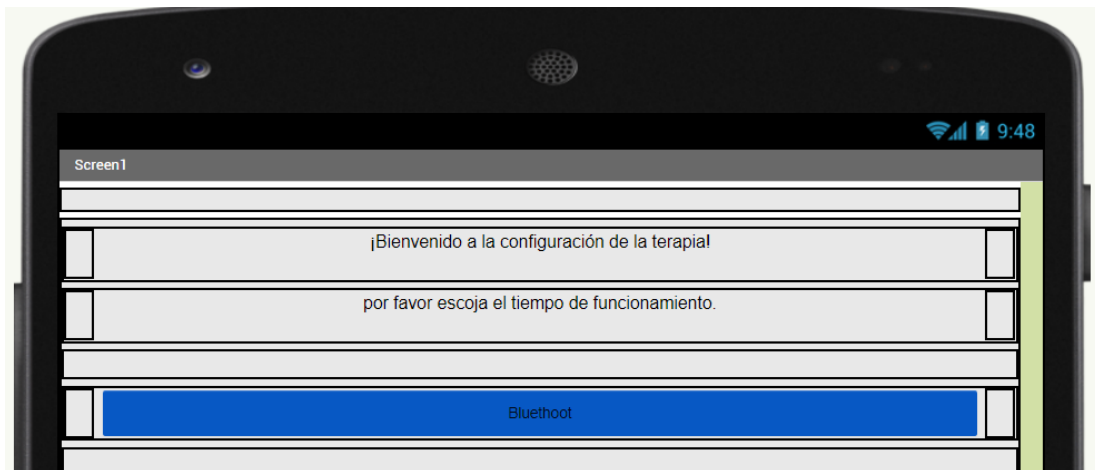 9:48
Screen1
¡Bienvenido a la configuración de la terapia!
por favor escoja el tiempo de funcionamiento.
Bluethoot